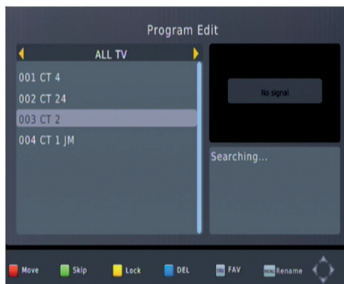 Program Edit
ALL TV
001 CT 4
002 CT 24
003 CT 2
004 CT 1 JM
No signal
Searching...
Move Skip Lock DEL FAV Rename